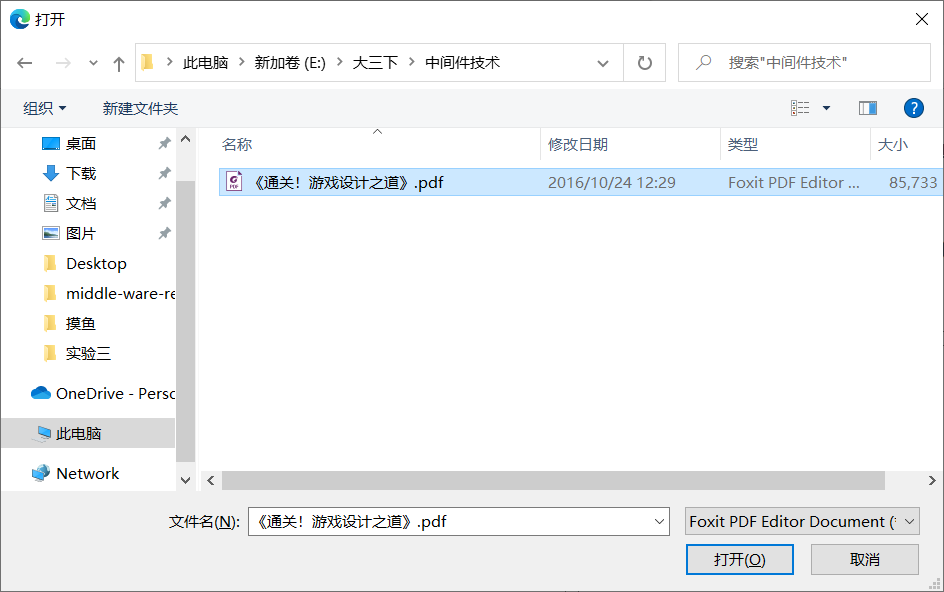 打开
此电脑 新加卷 (E:) 大三下 中间件技术
搜索"中间件技术"
组织 新建文件夹
?
桌面
下载
文档
图片
Desktop
middle-ware-re
摸鱼
实验三
OneDrive - Perso
此电脑
Network
名称 修改日期 类型 大小
PDF 《通关！游戏设计之道》.pdf 2016/10/24 12:29 Foxit PDF Editor ... 85,733
文件名(N): 《通关！游戏设计之道》.pdf Foxit PDF Editor Document (
打开(O) 取消